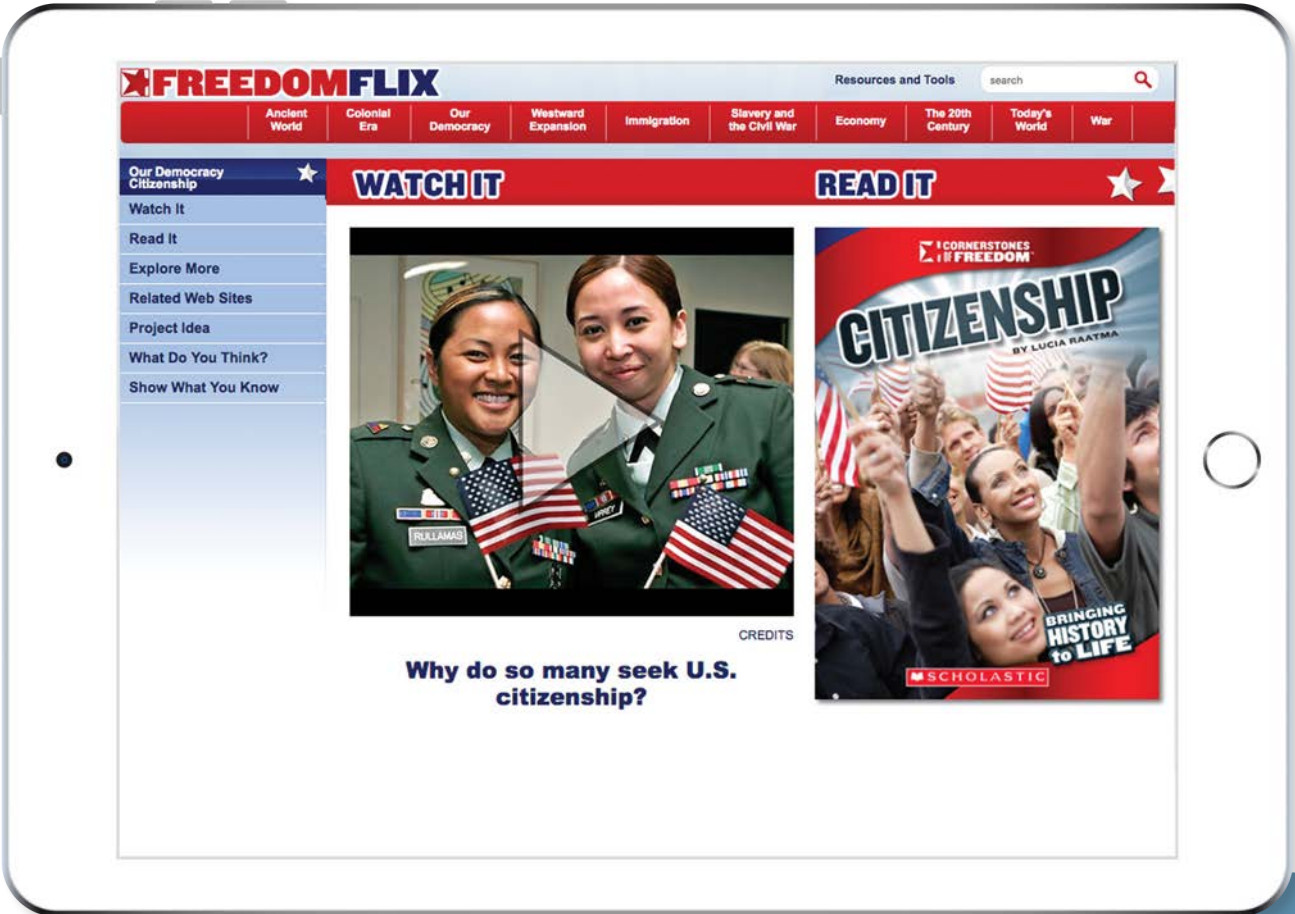 FREEDOMFLIX
Resources and Tools
search
Ancient
World
Colonial
Era
Our
Democracy
Westward
Expansion
Immigration
Slavery and
the Civil War
Economy
The 20th
Century
Today's
World
War
Our Democracy
Citizenship
Watch It
Read It
Explore More
Related Web Sites
Project Idea
What Do You Think?
Show What You Know
WATCH IT
READ IT
RULLAMAS
CREDITS
Why do so many seek U.S.
citizenship?
CORNERSTONES
OF FREEDOM
CITIZENSHIP
BY LUCIA RAATMA
BRINGING
HISTORY
to LIFE
SCHOLASTIC